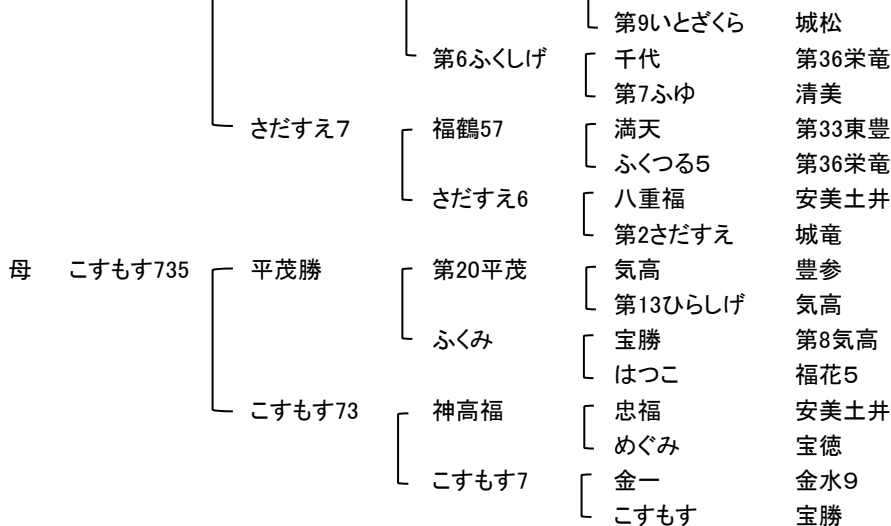 第9いとざくら 城松
第6ふくしげ 千代 第36栄竜
第7ふゆ 清美
さだすえ7 福鶴57 満天 第33東豊
ふくつる5 第36栄竜
さだすえ6 八重福 安美土井
第2さだすえ 城竜
母 こすもす735 平茂勝 第20平茂 気高 豊参
第13ひらしげ 気高
ふくみ 宝勝 第8気高
はつこ 福花5
こすもす73 神高福 忠福 安美土井
めぐみ 宝徳
こすもす7 金一 金水9
こすもす 宝勝